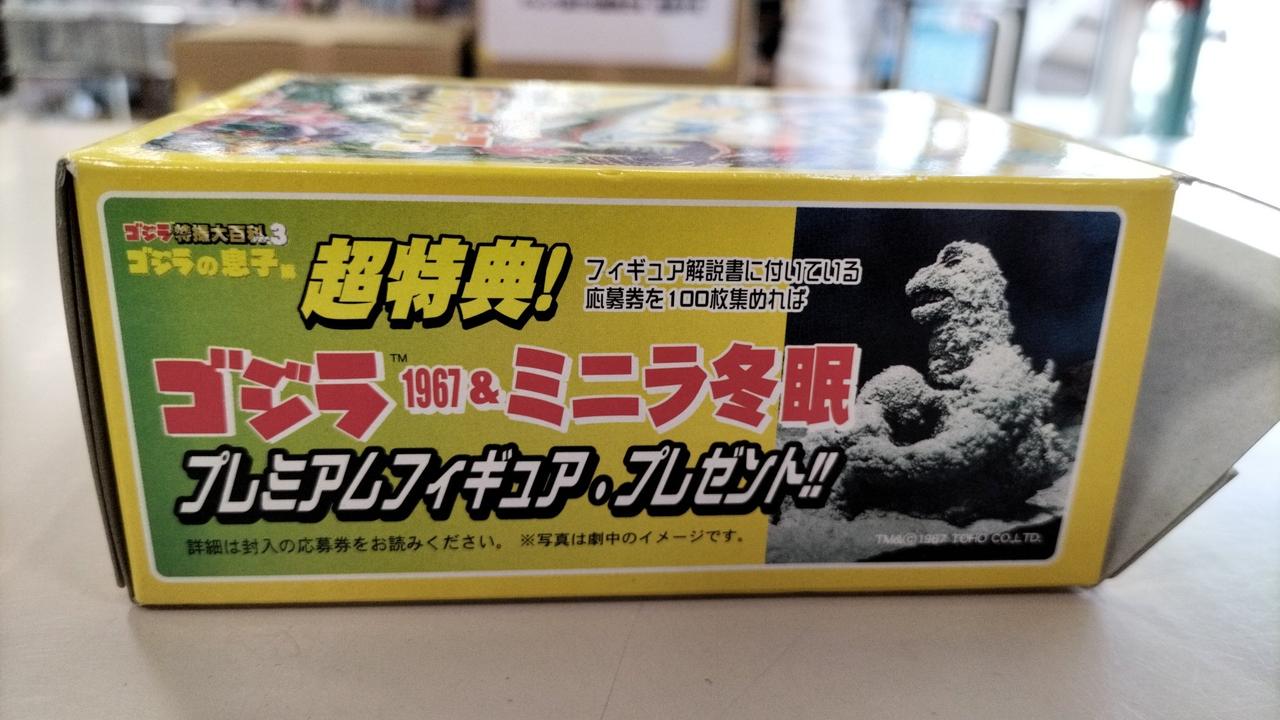 ゴジラ特撮大百科 3
ゴジラの息子編
超特典!
フィギュア解説書に付いている
応募券を100枚集めれば
ゴジラ™1967&ミニラ冬眠
プレミアムフィギュア・プレゼント!!
詳細は封入の応募券をお読みください。 ※写真は劇中のイメージです。
TM&©1967 TOHO CO.,LTD.